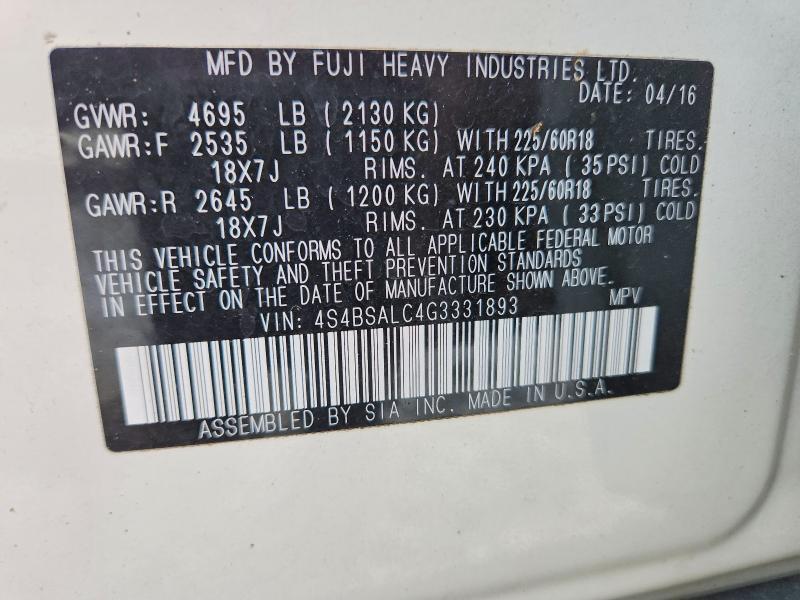 MFD BY FUJI HEAVY INDUSTRIES LTD.
DATE: 04/16
GVWR: 4695 LB (2130 KG)
GAWR:F 2535 LB (1150 KG) WITH 225/60R18 TIRES.
18X7J RIMS. AT 240 KPA (35 PSI) COLD
GAWR:R 2645 LB (1200 KG) WITH 225/60R18 TIRES.
18X7J RIMS. AT 230 KPA (33 PSI) COLD
THIS VEHICLE CONFORMS TO ALL APPLICABLE FEDERAL MOTOR
VEHICLE SAFETY AND THEFT PREVENTION STANDARDS
IN EFFECT ON THE DATE OF MANUFACTURE SHOWN ABOVE.
VIN: 4S4BSALC4G3331893 MPV
ASSEMBLED BY SIA INC. MADE IN U.S.A.